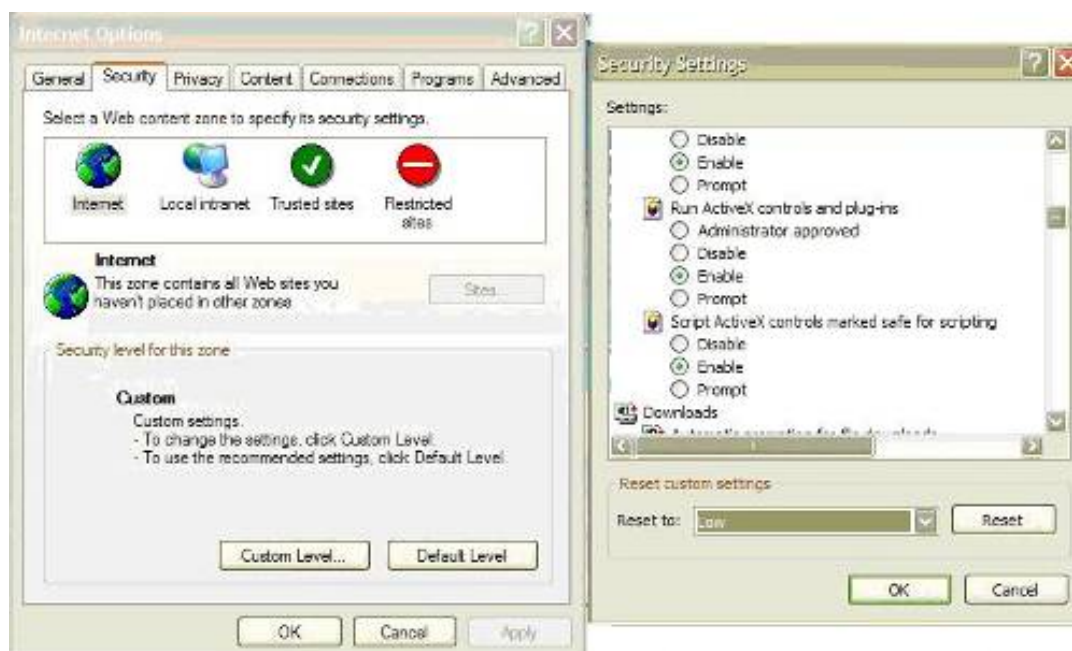 Internet Options
General Security Privacy Content Connections Programs Advanced
Select a Web content zone to specify its security settings.
Internet Local intranet Trusted sites Restricted sites
Internet
This zone contains all Web sites you
haven't placed in other zones
Sites...
Security level for this zone
Custom
Custom settings.
- To change the settings, click Custom Level.
- To use the recommended settings, click Default Level
Custom Level... Default Level
OK Cancel Apply
Security Settings
Settings:
Disable
Enable
Prompt
Run ActiveX controls and plug-ins
Administrator approved
Disable
Enable
Prompt
Script ActiveX controls marked safe for scripting
Disable
Enable
Prompt
Downloads
Automatic prompting for file downloads
Reset custom settings
Reset to: Low Reset
OK Cancel